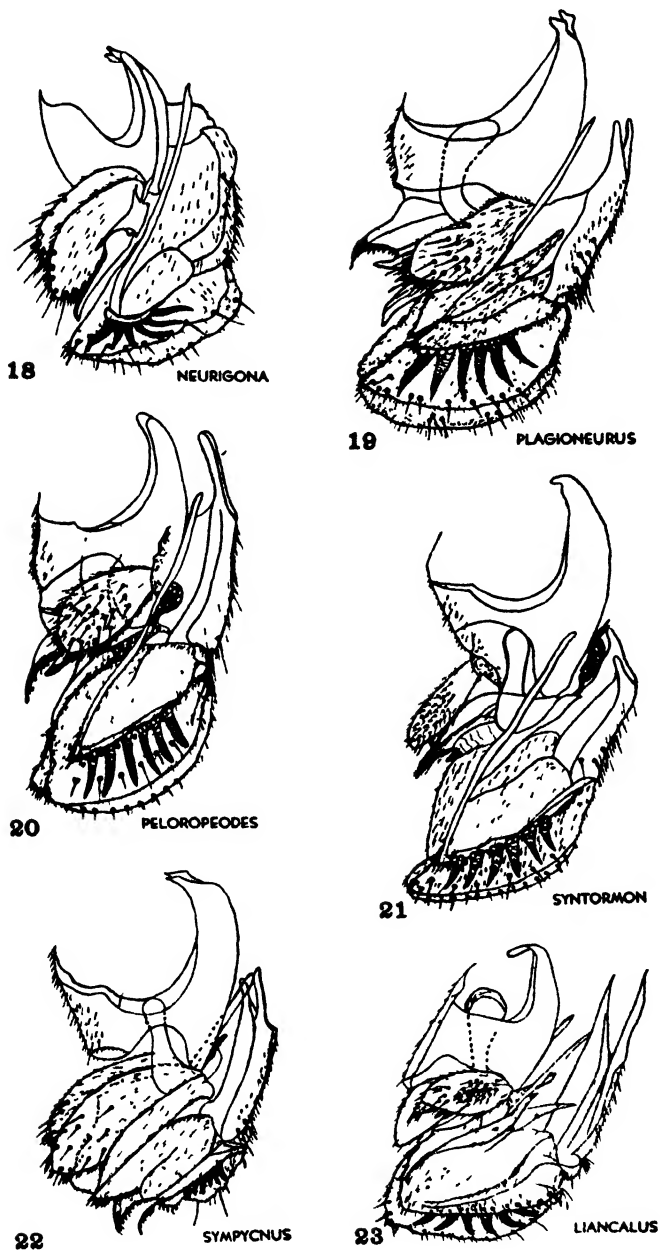 18 NEURIGONA
19 PLAGIONEURUS
20 PELOROPEODES
21 SYNTORMON
22 SYMPYCNUS
23 LIANCALUS